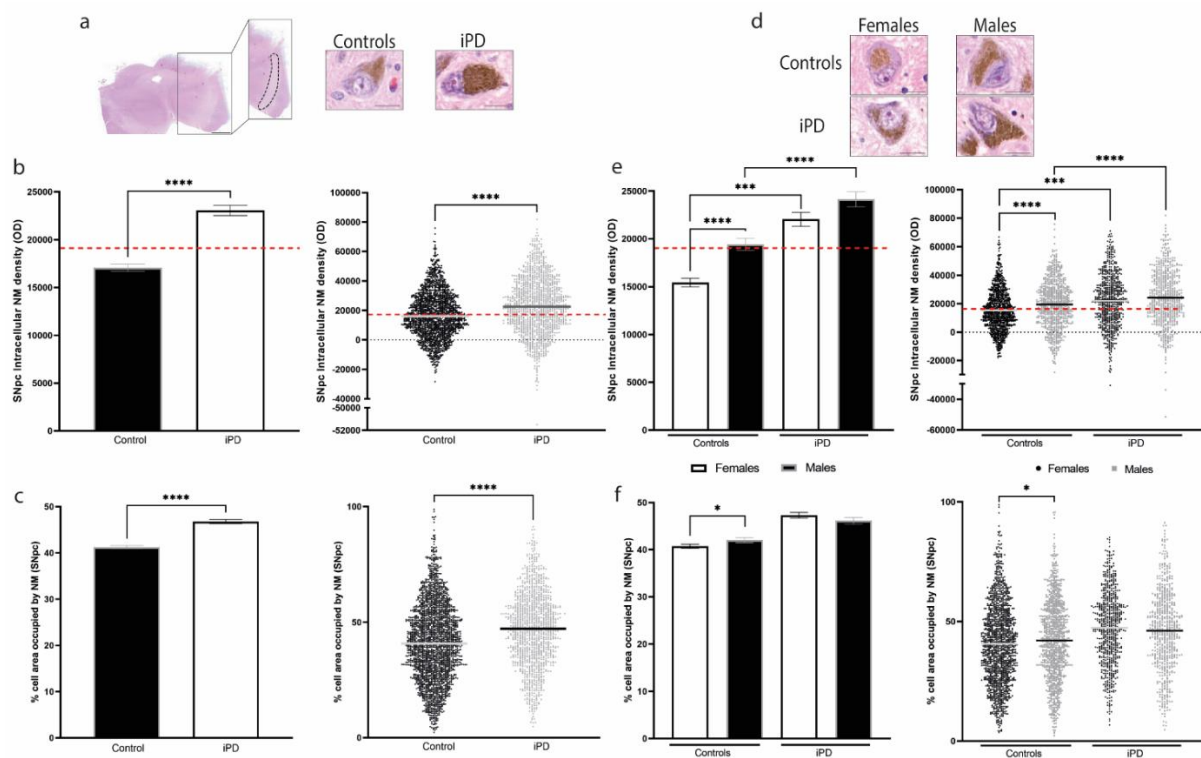 a
Controls
iPD
d
Females
Males
Controls
iPD
b
SNpc Intracellular NM density (OD)
25000
20000
15000
10000
5000
0
****
Control
iPD
SNpc Intracellular NM density (OD)
100000
80000
60000
40000
20000
0
-20000
-40000
-50000
-52000
****
Control
iPD
e
SNpc Intracellular NM density (OD)
25000
20000
15000
10000
5000
0
****
***
****
Controls
iPD
Females
Males
SNpc Intracellular NM density (OD)
100000
80000
60000
40000
20000
0
-20000
-40000
-60000
****
***
****
Controls
iPD
Females
Males
c
% cell area occupied by NM (SNpc)
50
40
30
20
10
0
****
Control
iPD
% cell area occupied by NM (SNpc)
100
50
0
****
Control
iPD
f
% cell area occupied by NM (SNpc)
50
40
30
20
10
0
*
Controls
iPD
% cell area occupied by NM (SNpc)
100
50
0
*
Controls
iPD